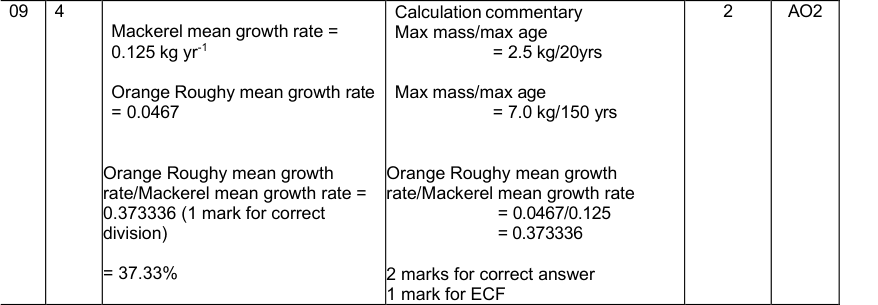 09
4
Mackerel mean growth rate =
0.125 kg yr-1
Orange Roughy mean growth rate
= 0.0467
Orange Roughy mean growth
rate/Mackerel mean growth rate =
0.373336 (1 mark for correct
division)
= 37.33%
Calculation commentary
Max mass/max age
= 2.5 kg/20yrs
Max mass/max age
= 7.0 kg/150 yrs
Orange Roughy mean growth
rate/Mackerel mean growth rate
= 0.0467/0.125
= 0.373336
2 marks for correct answer
1 mark for ECF
2
AO2